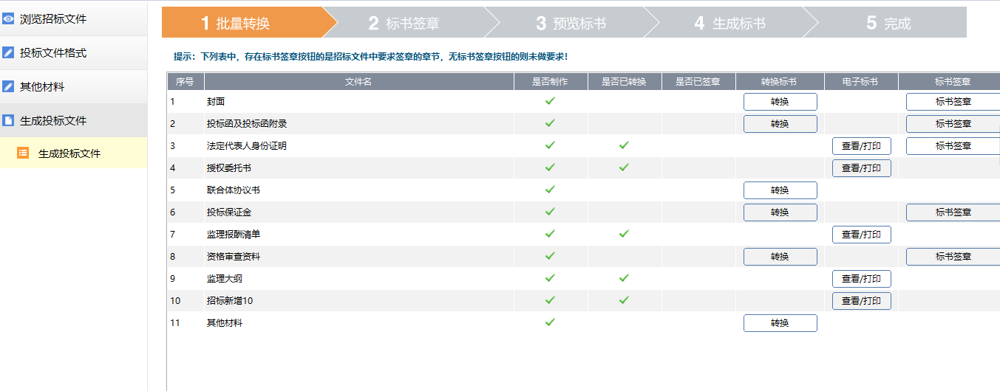 浏览招标文件
投标文件格式
其他材料
生成投标文件
生成投标文件
1 批量转换 2 标书签章 3 预览标书 4 生成标书 5 完成
提示：下列表中，存在标书签章按钮的是招标文件中要求签章的章节，无标书签章按钮的则未做要求！
序号 文件名 是否制作 是否已转换 是否已签章 转换标书 电子标书 标书签章
1 封面 转换 标书签章
2 投标函及投标函附录 转换 标书签章
3 法定代表人身份证明 查看/打印 标书签章
4 授权委托书 查看/打印
5 联合体协议书 转换
6 投标保证金 转换 标书签章
7 监理报酬清单 查看/打印
8 资格审查资料 转换 标书签章
9 监理大纲 查看/打印
10 招标新增10 查看/打印
11 其他材料 转换